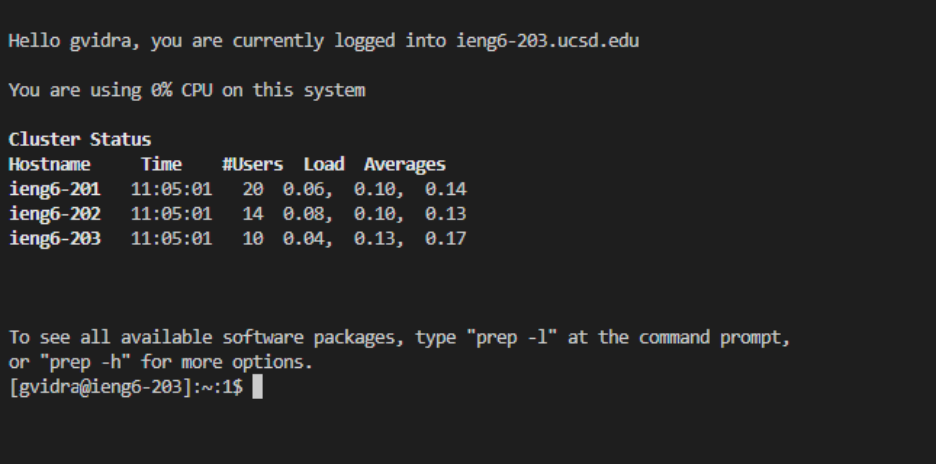 Hello gvidra, you are currently logged into ieng6-203.ucsd.edu
You are using 0% CPU on this system
Cluster Status
Hostname     Time    #Users  Load  Averages
ieng6-201   11:05:01   20  0.06,  0.10,  0.14
ieng6-202   11:05:01   14  0.08,  0.10,  0.13
ieng6-203   11:05:01   10  0.04,  0.13,  0.17
To see all available software packages, type "prep -l" at the command prompt,
or "prep -h" for more options.
[gvidra@ieng6-203]:~:1$